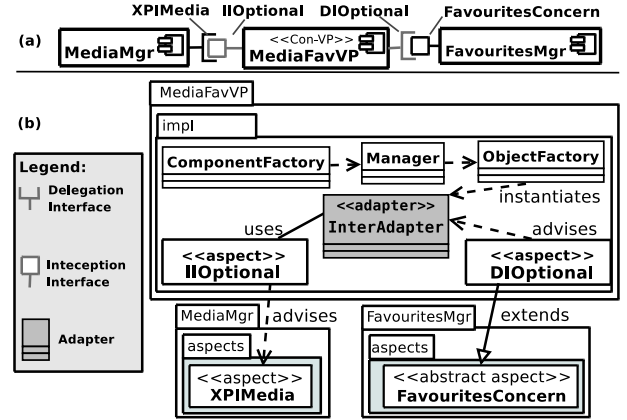 XPIMedia IIOptional DIOptional FavouritesConcern
(a)
MediaMgr
<<Con-VP>>
MediaFavVP
FavouritesMgr
(b)
MediaFavVP
impl
ComponentFactory
Manager
ObjectFactory
instantiates
<<adapter>>
InterAdapter
uses
advises
<<aspect>>
IIOptional
<<aspect>>
DIOptional
Legend:
Delegation
Interface
Inteception
Interface
Adapter
MediaMgr
advises
aspects
<<aspect>>
XPIMedia
FavouritesMgr
extends
aspects
<<abstract aspect>>
FavouritesConcern